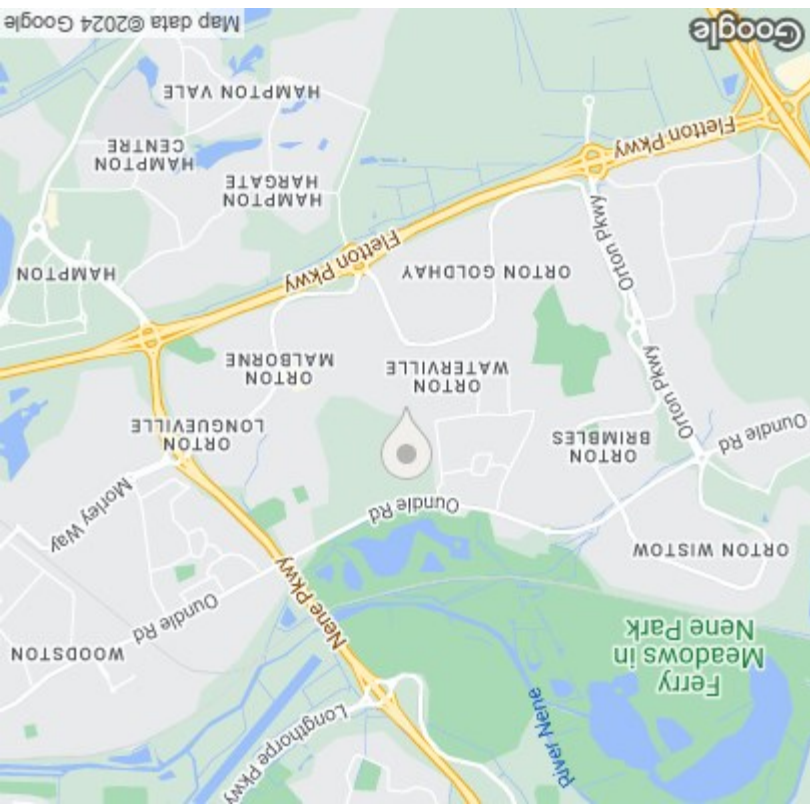 River Nene
Longthorpe Pkwy
Ferry
Meadows in
Nene Park
WOODSTON
Nene Pkwy
Oundle Rd
ORTON WISTOW
Morley Way
Oundle Rd
ORTON
LONGUEVILLE
ORTON
BRIMBLES
Oundle Rd
Orton Pkwy
ORTON
WATERVILLE
ORTON
MALBORNE
HAMPTON
Fletton Pkwy
ORTON GOLDHAY
Orton Pkwy
HAMPTON
HARGATE
HAMPTON
CENTRE
Fletton Pkwy
HAMPTON VALE
Google
Map data ©2024 Google